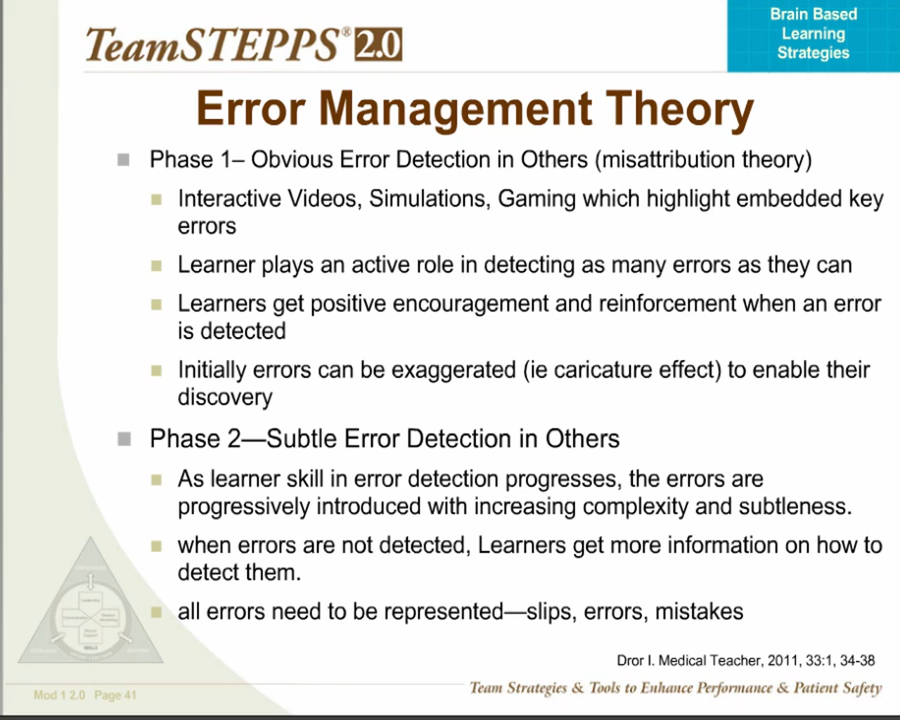 TeamSTEPPS® 2.0
Brain Based
Learning
Strategies
Error Management Theory
Phase 1– Obvious Error Detection in Others (misattribution theory)
Interactive Videos, Simulations, Gaming which highlight embedded key
errors
Learner plays an active role in detecting as many errors as they can
Learners get positive encouragement and reinforcement when an error
is detected
Initially errors can be exaggerated (ie caricature effect) to enable their
discovery
Phase 2—Subtle Error Detection in Others
As learner skill in error detection progresses, the errors are
progressively introduced with increasing complexity and subtleness.
when errors are not detected, Learners get more information on how to
detect them.
all errors need to be represented—slips, errors, mistakes
SKILLS
Dror I. Medical Teacher, 2011, 33:1, 34-38
Mod 1 2.0 Page 41
Team Strategies & Tools to Enhance Performance & Patient Safety